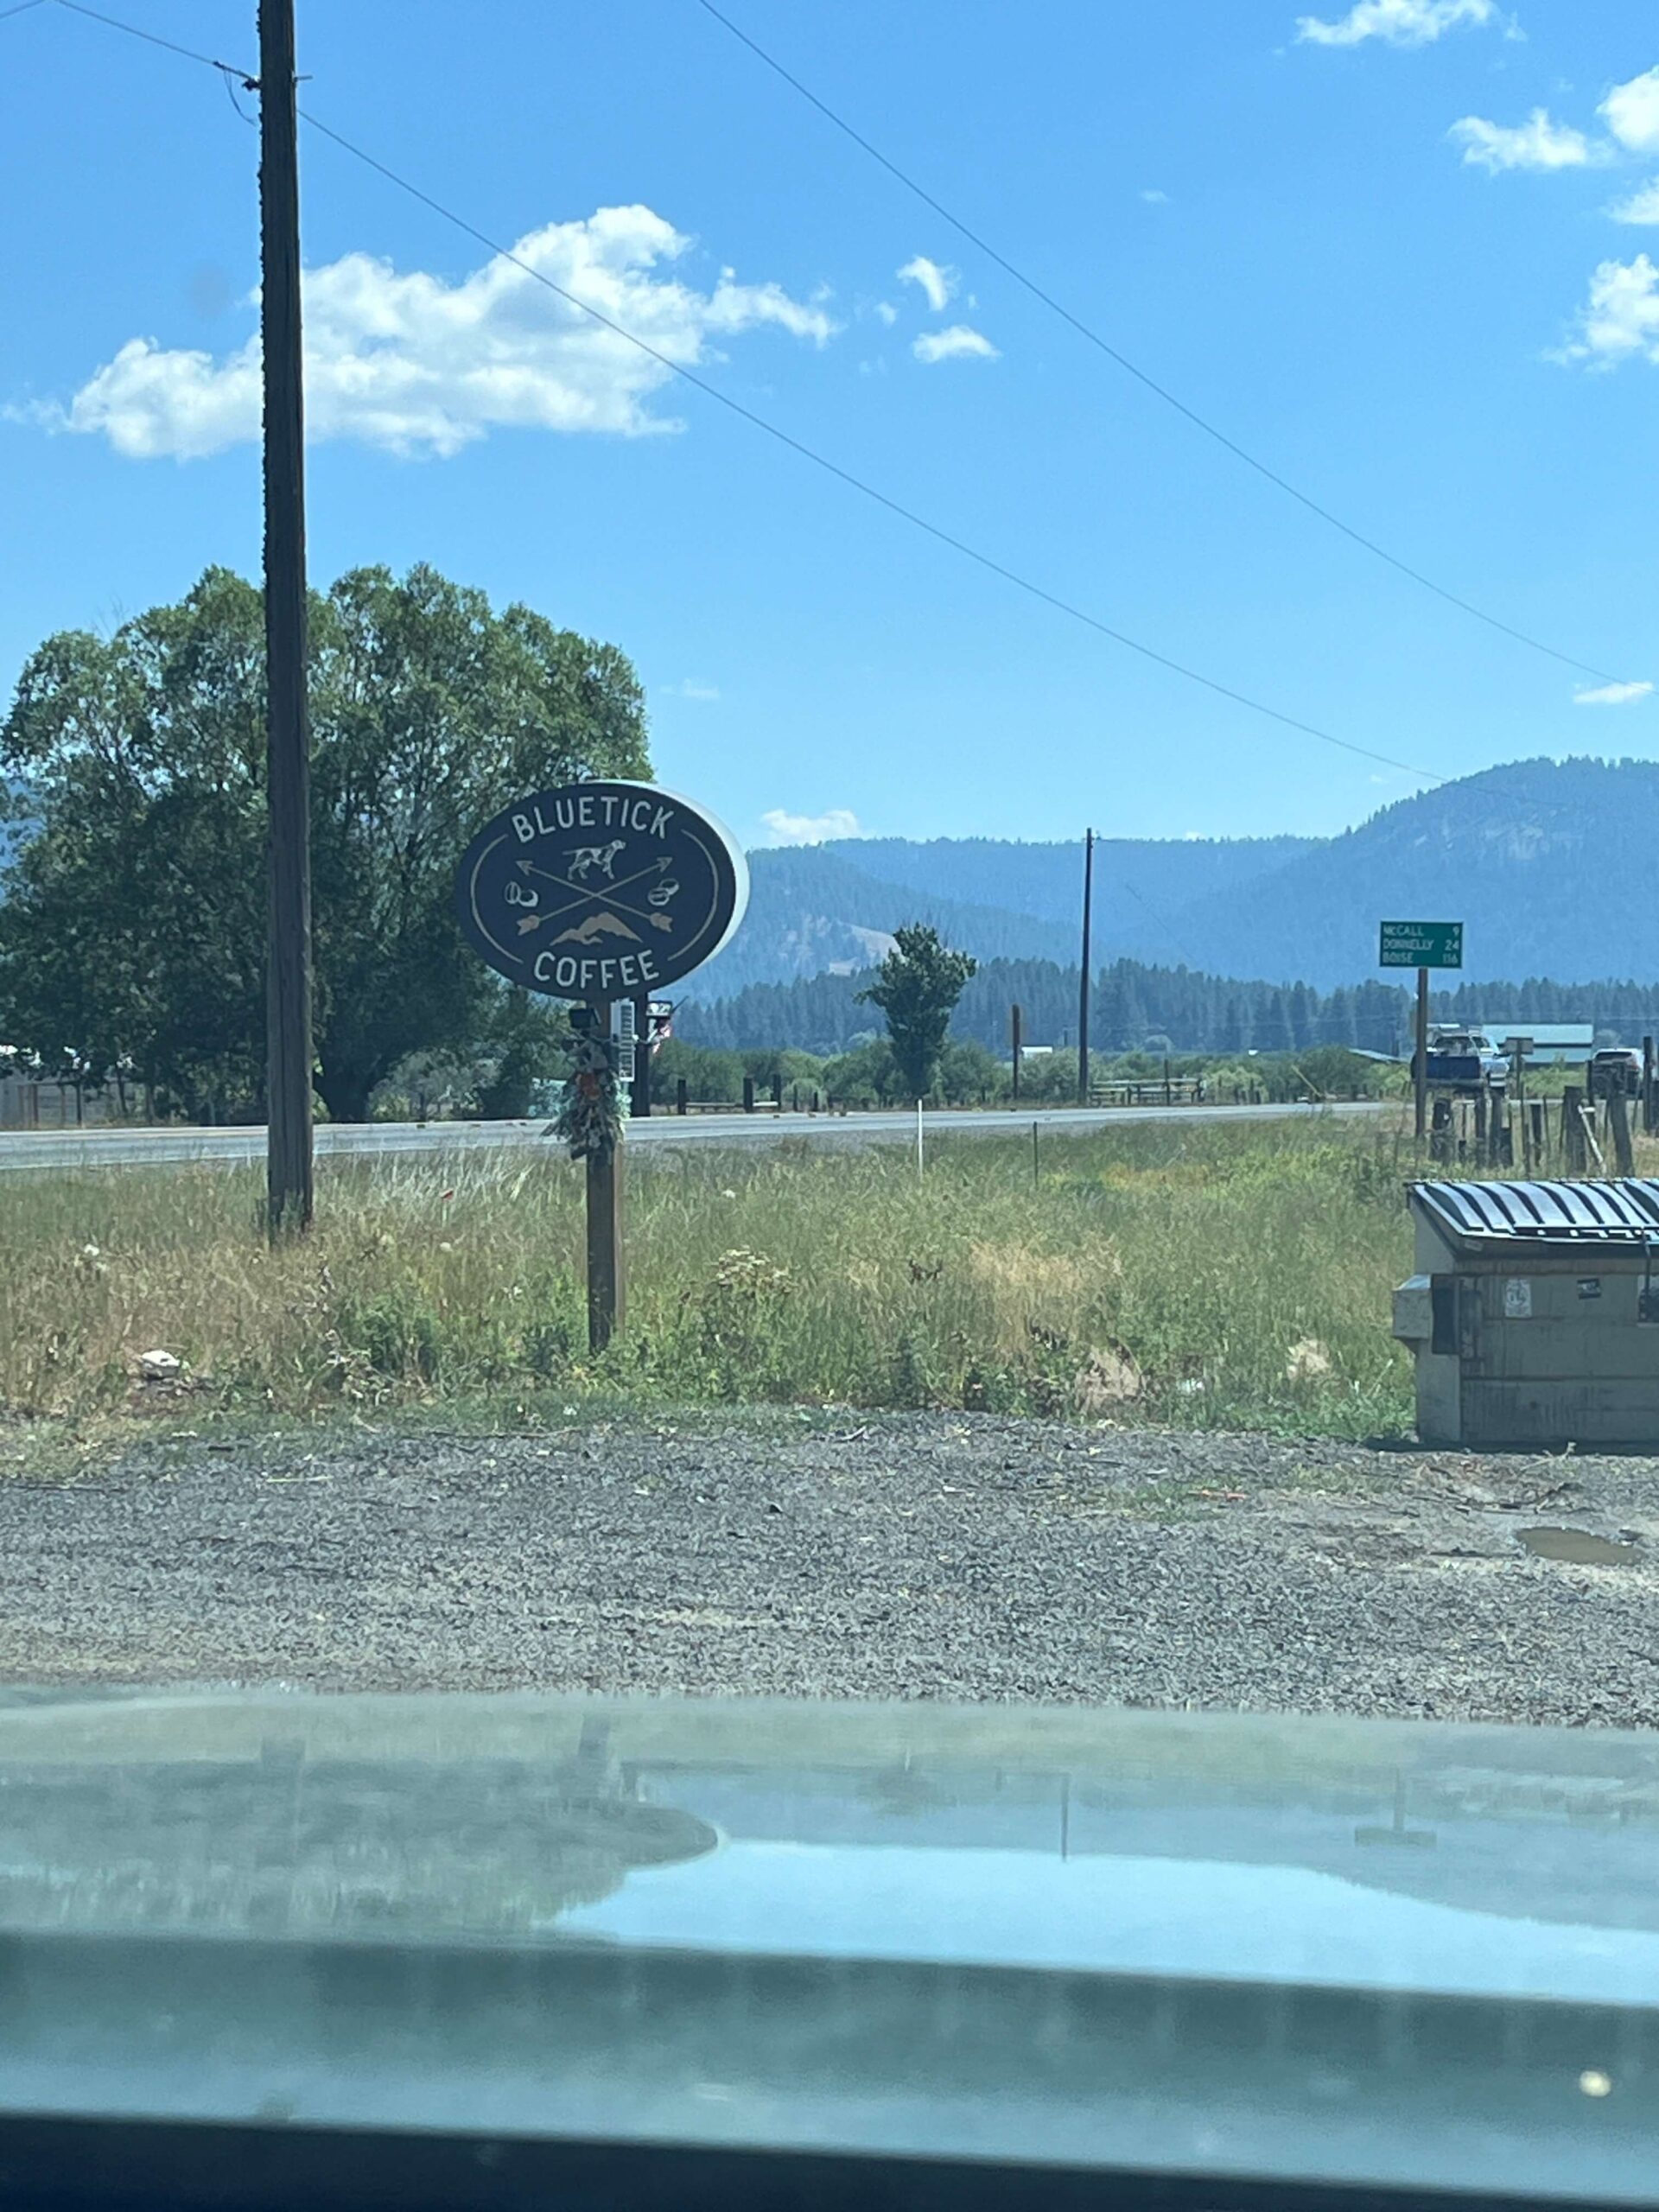 BLUETICK
COFFEE
McCALL 9
DONNELLY 24
BOISE 116